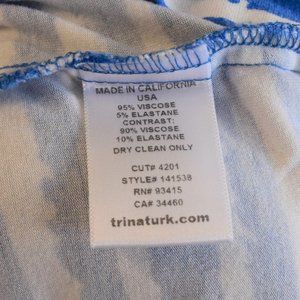 MADE IN CALIFORNIA
USA
95% VISCOSE
5% ELASTANE
CONTRAST:
90% VISCOSE
10% ELASTANE
DRY CLEAN ONLY
CUT# 4201
STYLE# 141538
RN# 93415
CA# 34460
trinaturk.com